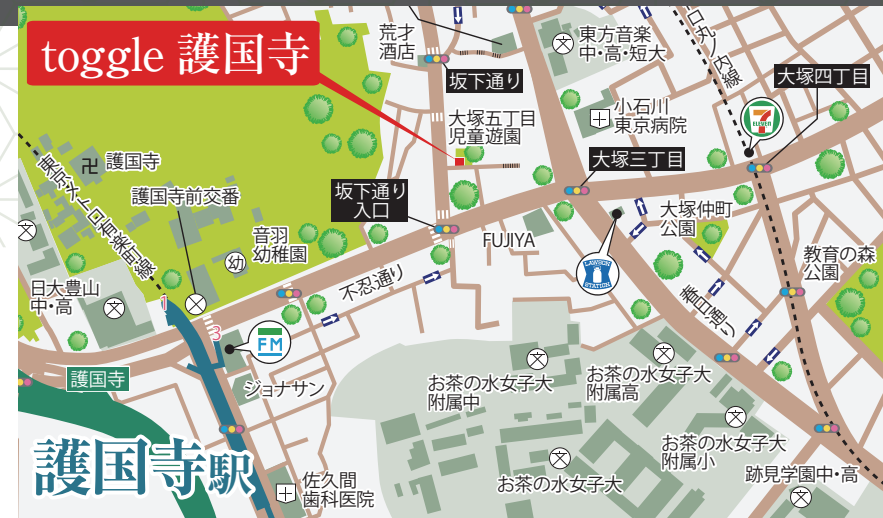 toggle 護国寺
荒才
酒店
東方音楽
中・高・短大
丸ノ内線
大塚四丁目
坂下通り
大塚五丁目
児童遊園
小石川
東京病院
7
ELEVEN
護国寺
東京メトロ有楽町線
護国寺前交番
坂下通り
入口
大塚三丁目
音羽
幼稚園
幼
FUJIYA
LAWSON
STATION
大塚仲町
公園
教育の森
公園
日大豊山
中・高
文
不忍通り
春日通り
1
3
FM
護国寺
ジョナサン
お茶の水女子大
附属中
お茶の水女子大
附属高
お茶の水女子大
附属小
護国寺駅
佐久間
歯科医院
お茶の水女子大
跡見学園中・高